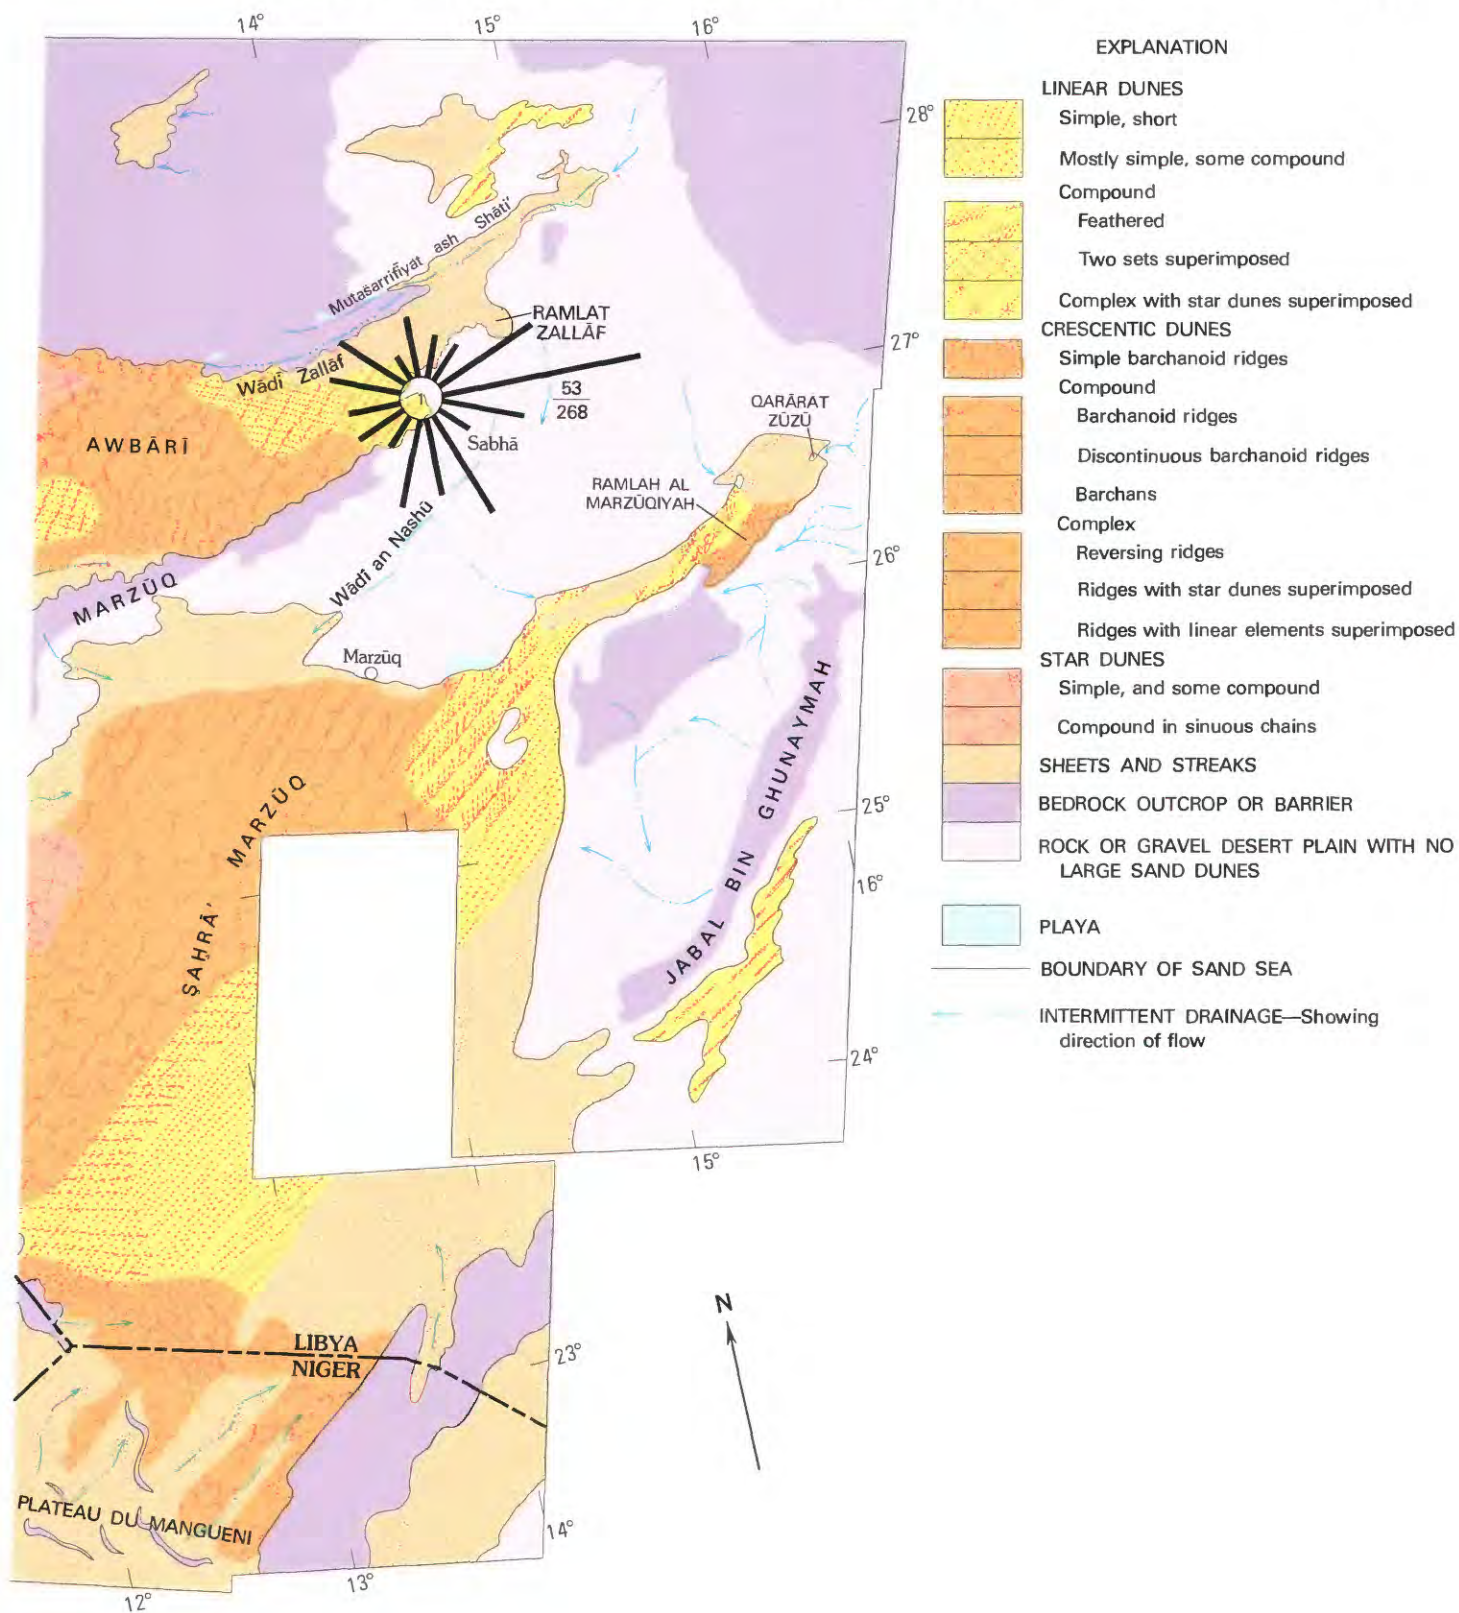 14°
15°
16°
28°
27°
26°
25°
16°
24°
15°
23°
14°
13°
12°
Mutaṣarrifīyāt ash Shāṭi'
RAMLAT
ZALLĀF
Wādī Zallāf
1
53
268
Sabhā
AWBĀRĪ
QARĀRAT
ZŪZŪ
RAMLAH AL
MARZŪQIYAH
Wādī an Nashū
MARZŪQ
Marzūq
ṢAḤRĀ' MARZŪQ
JABAL BIN GHUNAYMAH
LIBYA
NIGER
N
PLATEAU DU MANGUENI
EXPLANATION
LINEAR DUNES
Simple, short
Mostly simple, some compound
Compound
Feathered
Two sets superimposed
Complex with star dunes superimposed
CRESCENTIC DUNES
Simple barchanoid ridges
Compound
Barchanoid ridges
Discontinuous barchanoid ridges
Barchans
Complex
Reversing ridges
Ridges with star dunes superimposed
Ridges with linear elements superimposed
STAR DUNES
Simple, and some compound
Compound in sinuous chains
SHEETS AND STREAKS
BEDROCK OUTCROP OR BARRIER
ROCK OR GRAVEL DESERT PLAIN WITH NO
LARGE SAND DUNES
PLAYA
BOUNDARY OF SAND SEA
INTERMITTENT DRAINAGE—Showing
direction of flow